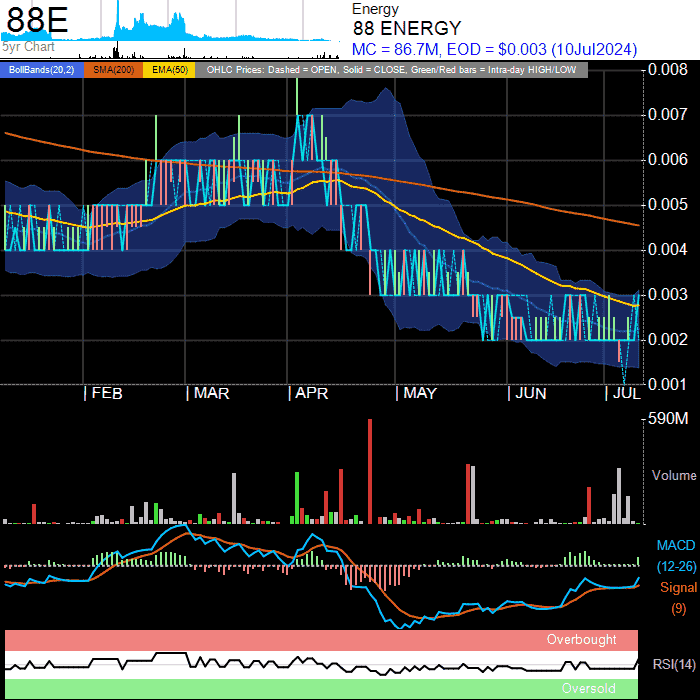 88E
5yr Chart
Energy
88 ENERGY
MC = 86.7M, EOD = $0.003 (10Jul2024)
BollBands(20,2) SMA(200) EMA(50) OHLC Prices: Dashed = OPEN, Solid = CLOSE, Green/Red bars = Intra-day HIGH/LOW
0.008
0.007
0.006
0.005
0.004
0.003
0.002
0.001
FEB MAR APR MAY JUN JUL
590M
Volume
MACD
(12-26)
Signal
(9)
Overbought
RSI(14)
Oversold